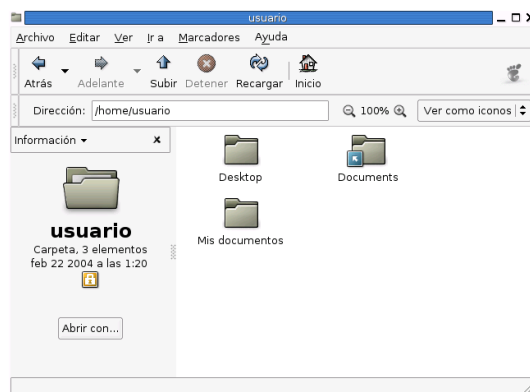 usuario
Archivo Editar Ver Ir a Marcadores Ayuda
Atrás Adelante Subir Detener Recargar Inicio
Dirección: /home/usuario 100% Ver como iconos
Información x
Desktop Documents
Mis documentos
usuario
Carpeta, 3 elementos
feb 22 2004 a las 1:20
Abrir con...